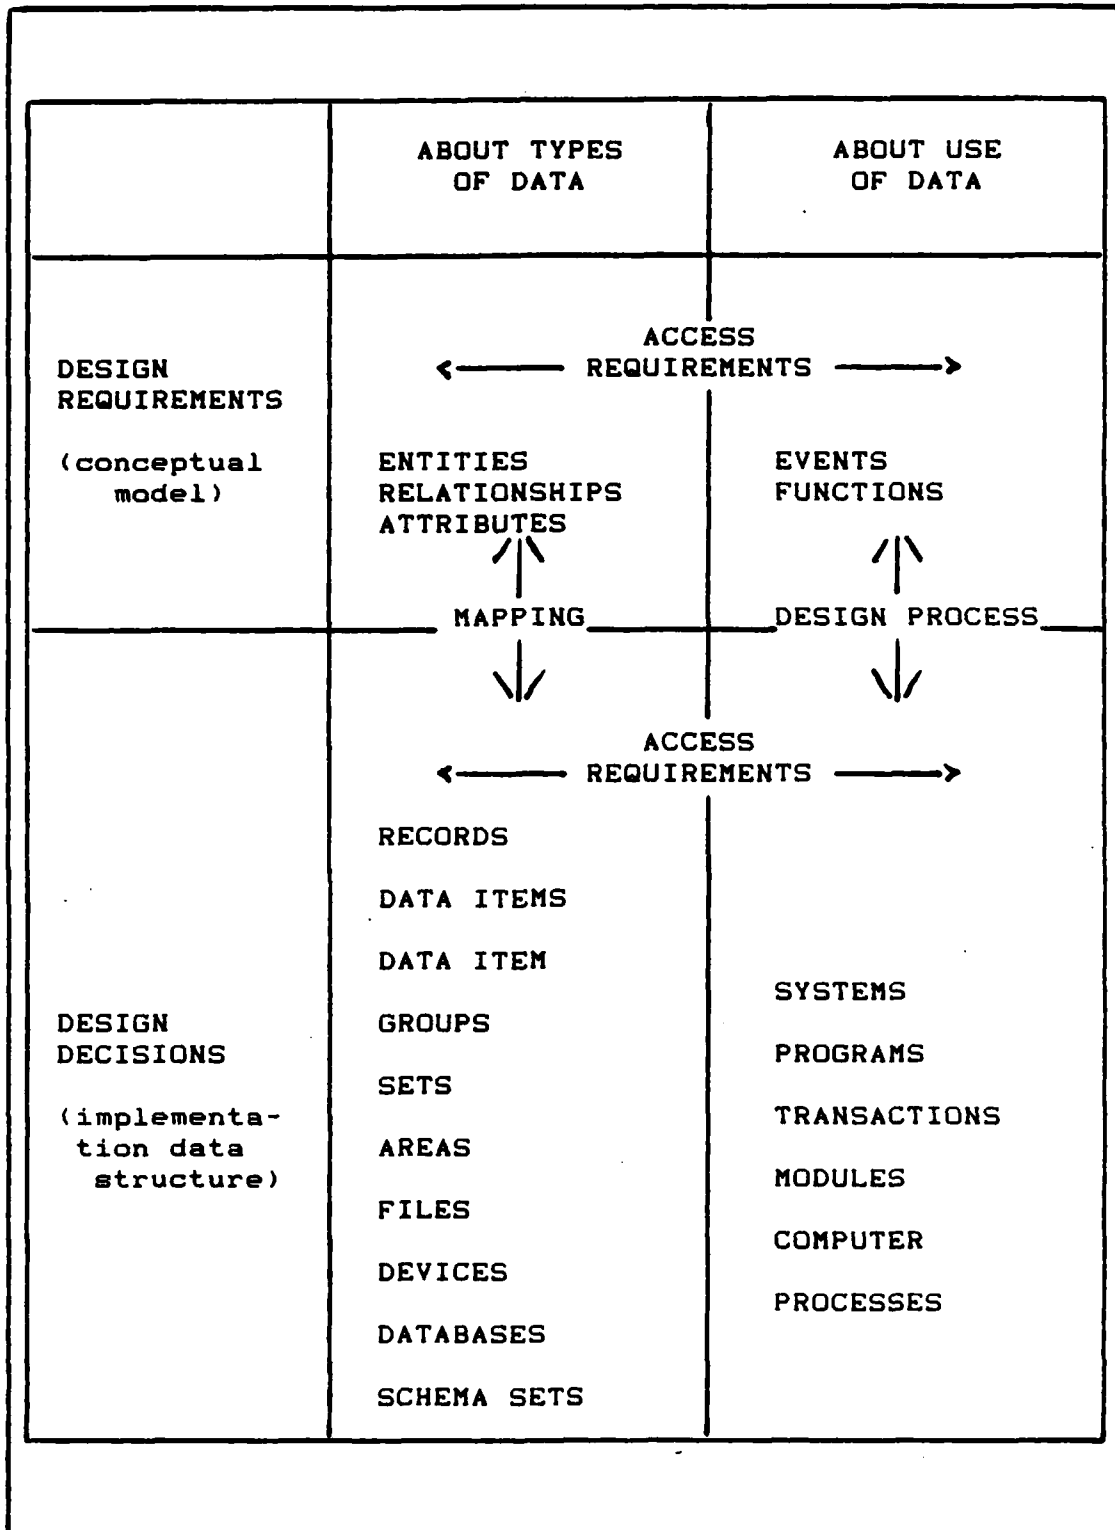 ABOUT TYPES
OF DATA
ABOUT USE
OF DATA
DESIGN
REQUIREMENTS
(conceptual
model)
ACCESS
REQUIREMENTS
ENTITIES
RELATIONSHIPS
ATTRIBUTES
EVENTS
FUNCTIONS
MAPPING
DESIGN PROCESS
DESIGN
DECISIONS
(implementa-
tion data
structure)
ACCESS
REQUIREMENTS
RECORDS
DATA ITEMS
DATA ITEM
GROUPS
SETS
AREAS
FILES
DEVICES
DATABASES
SCHEMA SETS
SYSTEMS
PROGRAMS
TRANSACTIONS
MODULES
COMPUTER
PROCESSES